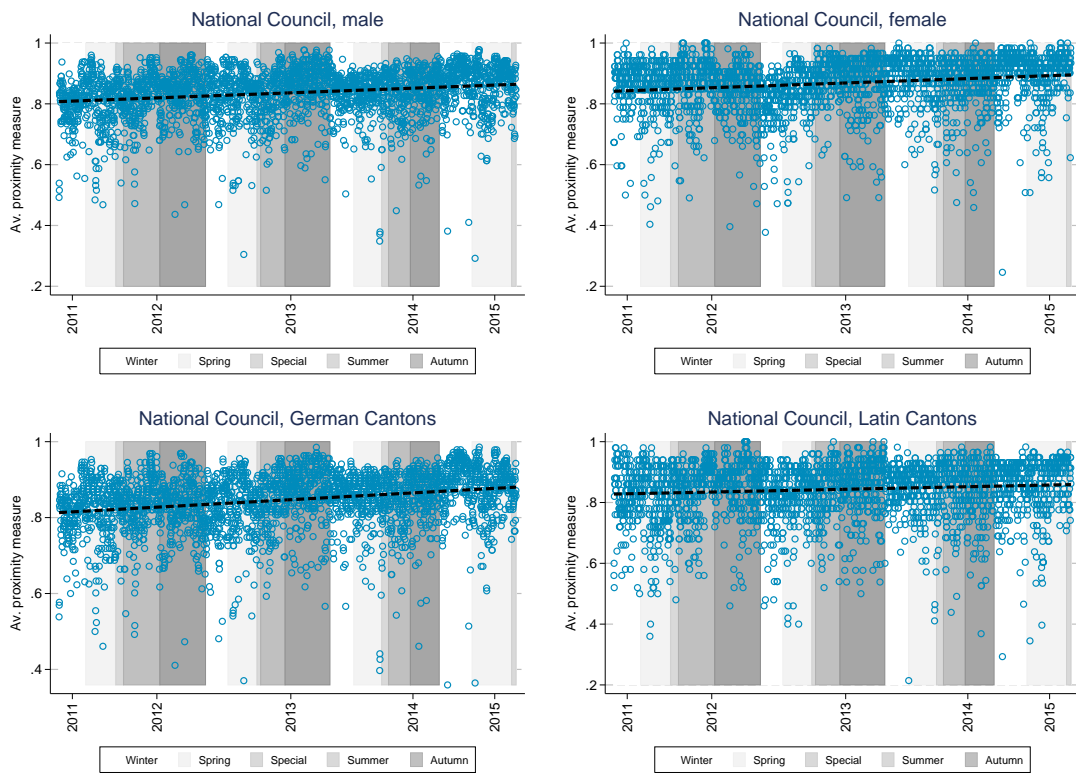 National Council, male
Av. proximity measure
1
.8
.6
.4
.2
2011 2012 2013 2014 2015
Winter Spring Special Summer Autumn
National Council, female
Av. proximity measure
1
.8
.6
.4
.2
2011 2012 2013 2014 2015
Winter Spring Special Summer Autumn
National Council, German Cantons
Av. proximity measure
1
.8
.6
.4
2011 2012 2013 2014 2015
Winter Spring Special Summer Autumn
National Council, Latin Cantons
Av. proximity measure
1
.8
.6
.4
.2
2011 2012 2013 2014 2015
Winter Spring Special Summer Autumn